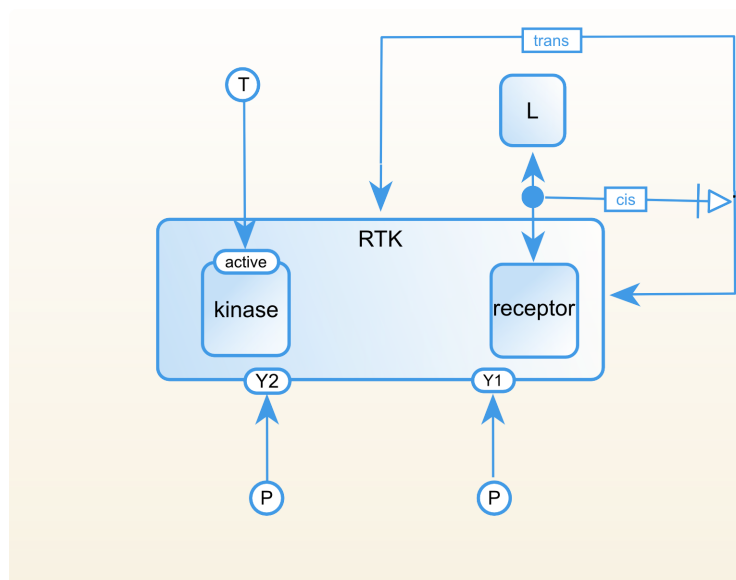 trans
T
L
cis
RTK
active
kinase
receptor
Y2
Y1
P
P